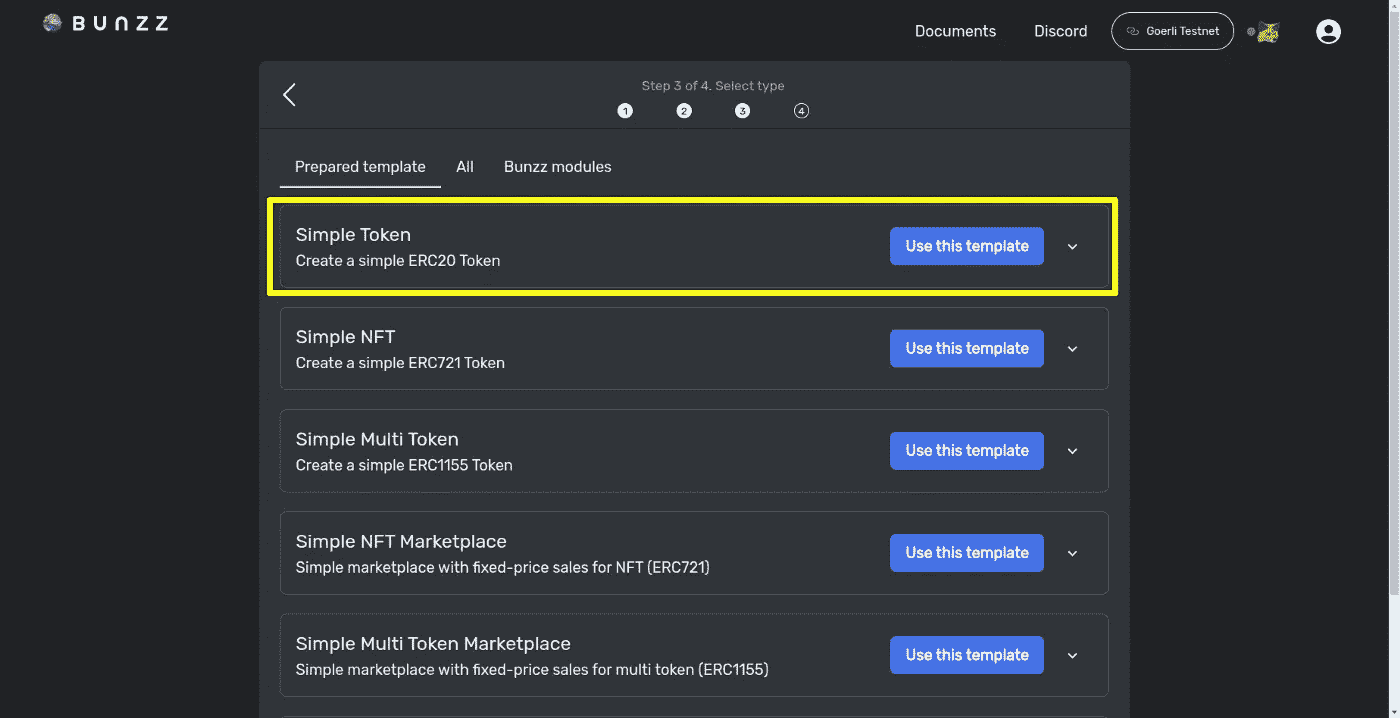 BUNZZ
Documents Discord Goerli Testnet
Step 3 of 4. Select type
1 2 3 4
Prepared template All Bunzz modules
Simple Token
Create a simple ERC20 Token
Use this template
Simple NFT
Create a simple ERC721 Token
Use this template
Simple Multi Token
Create a simple ERC1155 Token
Use this template
Simple NFT Marketplace
Simple marketplace with fixed-price sales for NFT (ERC721)
Use this template
Simple Multi Token Marketplace
Simple marketplace with fixed-price sales for multi token (ERC1155)
Use this template